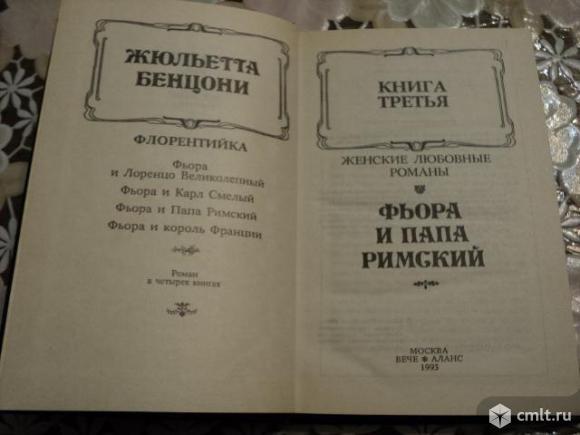 ЖЮЛЬЕТТА
БЕНЦОНИ
ФЛОРЕНТИЙКА
Фьора
и Лоренцо Великолепный
Фьора и Карл Смелый
Фьора и Папа Римский
Фьора и король Франции
Роман
в четырех книгах
КНИГА
ТРЕТЬЯ
ЖЕНСКИЕ ЛЮБОВНЫЕ
РОМАНЫ
ФЬОРА
И ПАПА
РИМСКИЙ
МОСКВА
ВЕЧЕ АЛАНС
1995
cmlt.ru